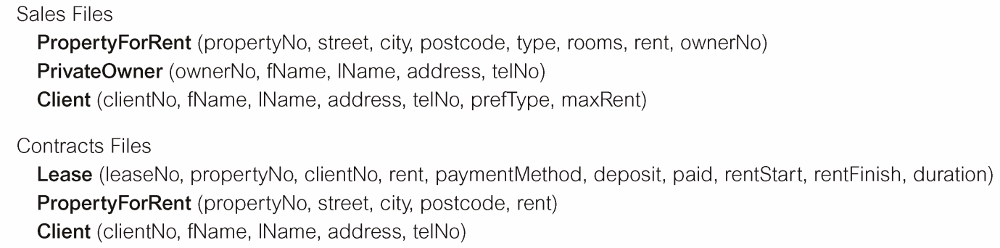 Sales Files
PropertyForRent (propertyNo, street, city, postcode, type, rooms, rent, ownerNo)
PrivateOwner (ownerNo, fName, lName, address, telNo)
Client (clientNo, fName, lName, address, telNo, prefType, maxRent)
Contracts Files
Lease (leaseNo, propertyNo, clientNo, rent, paymentMethod, deposit, paid, rentStart, rentFinish, duration)
PropertyForRent (propertyNo, street, city, postcode, rent)
Client (clientNo, fName, lName, address, telNo)